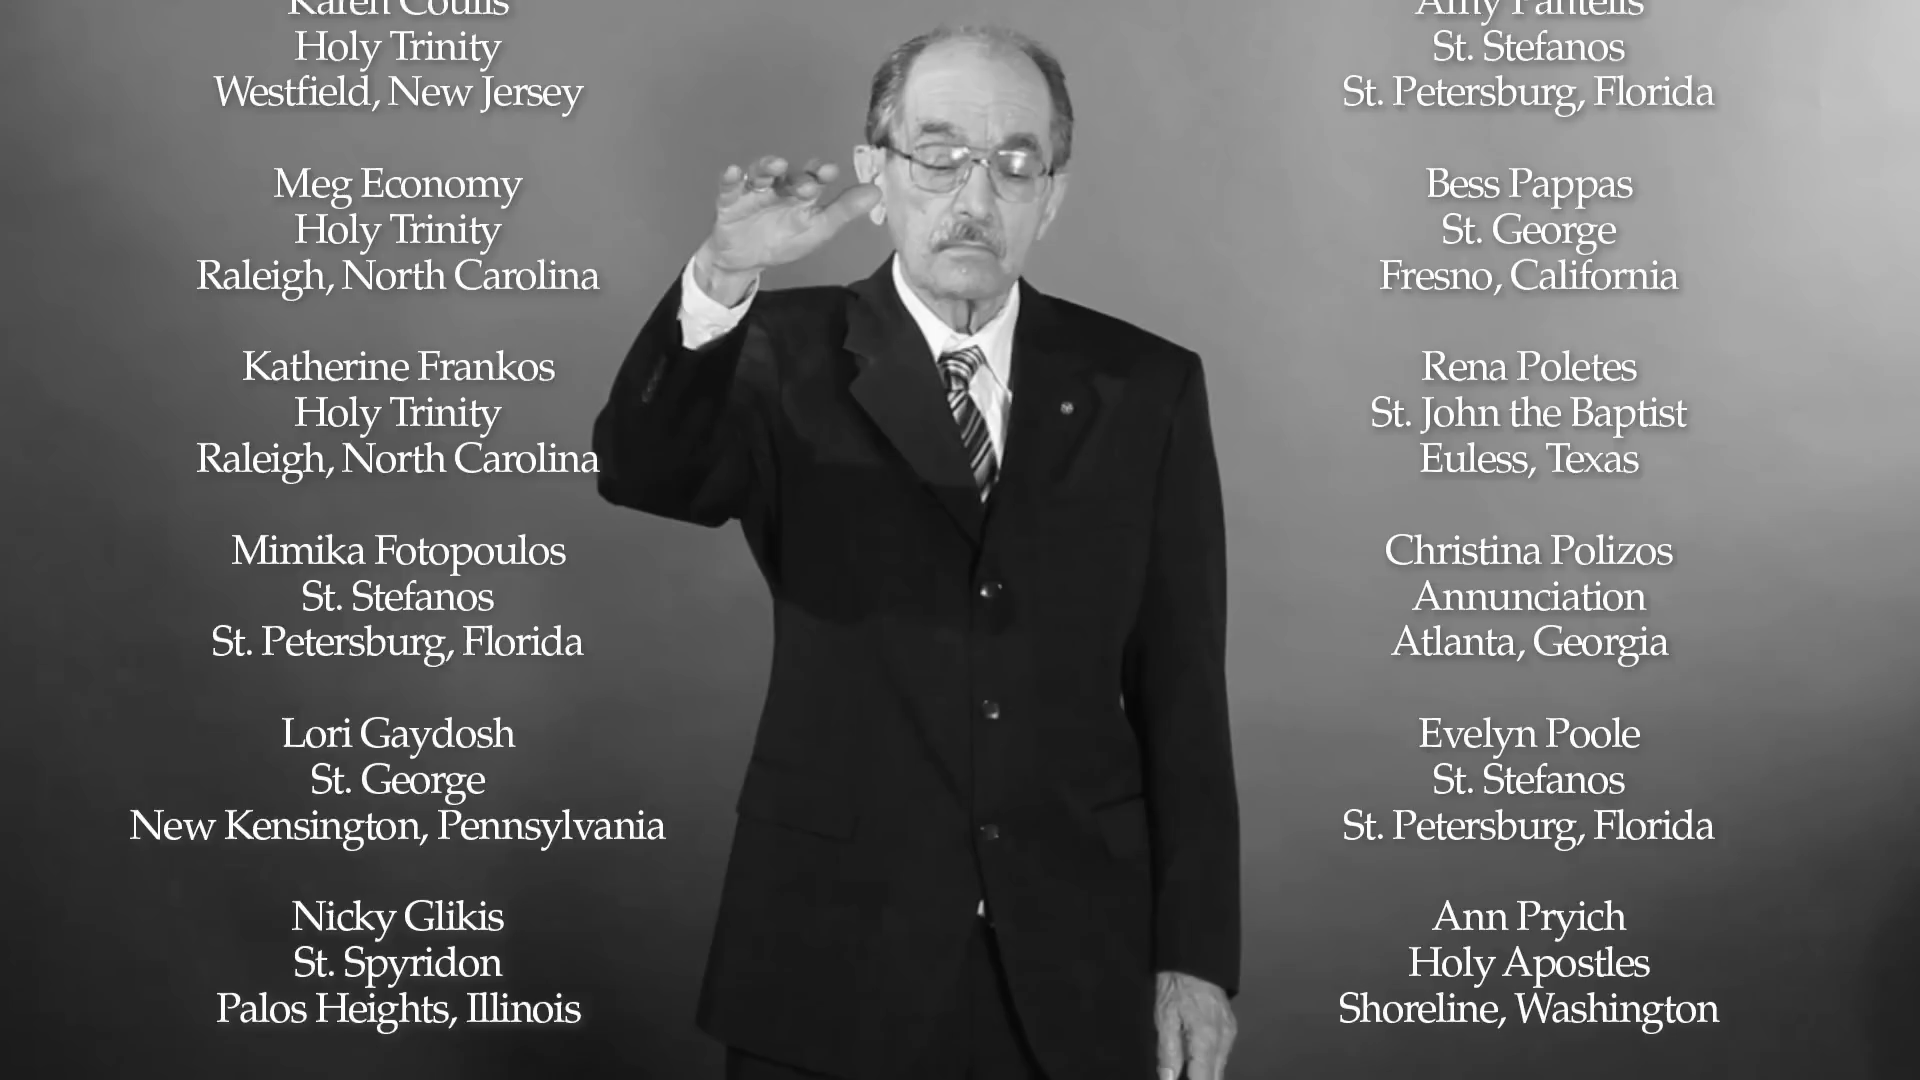 Karen Coulis
Holy Trinity
Westfield, New Jersey
Meg Economy
Holy Trinity
Raleigh, North Carolina
Katherine Frankos
Holy Trinity
Raleigh, North Carolina
Mimika Fotopoulos
St. Stefanos
St. Petersburg, Florida
Lori Gaydosh
St. George
New Kensington, Pennsylvania
Nicky Glikis
St. Spyridon
Palos Heights, Illinois
Amy Pantelis
St. Stefanos
St. Petersburg, Florida
Bess Pappas
St. George
Fresno, California
Rena Poletes
St. John the Baptist
Euless, Texas
Christina Polizos
Annunciation
Atlanta, Georgia
Evelyn Poole
St. Stefanos
St. Petersburg, Florida
Ann Pryich
Holy Apostles
Shoreline, Washington